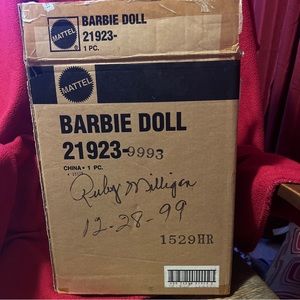 MATTEL
BARBIE DOLL
21923-
1 PC.
MATTEL
BARBIE DOLL
21923-9993
CHINA • 1 PC.
Ruby Milligan
12-28-99
1529HR